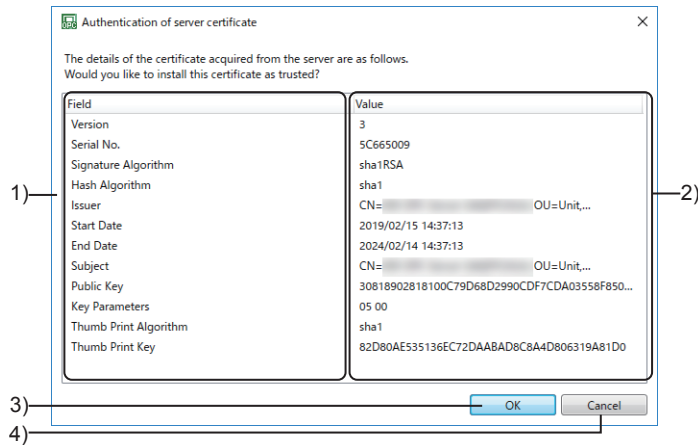 OPC Authentication of server certificate
The details of the certificate acquired from the server are as follows.
Would you like to install this certificate as trusted?
Field Value
Version 3
Serial No. 5C665009
Signature Algorithm sha1RSA
Hash Algorithm sha1
1) Issuer CN= OU=Unit,... 2)
Start Date 2019/02/15 14:37:13
End Date 2024/02/14 14:37:13
Subject CN= OU=Unit,...
Public Key 30818902818100C79D68D2990CDF7CDA03558F850...
Key Parameters 05 00
Thumb Print Algorithm sha1
Thumb Print Key 82D80AE535136EC72DAABAD8C8A4D806319A81D0
3) OK Cancel
4)